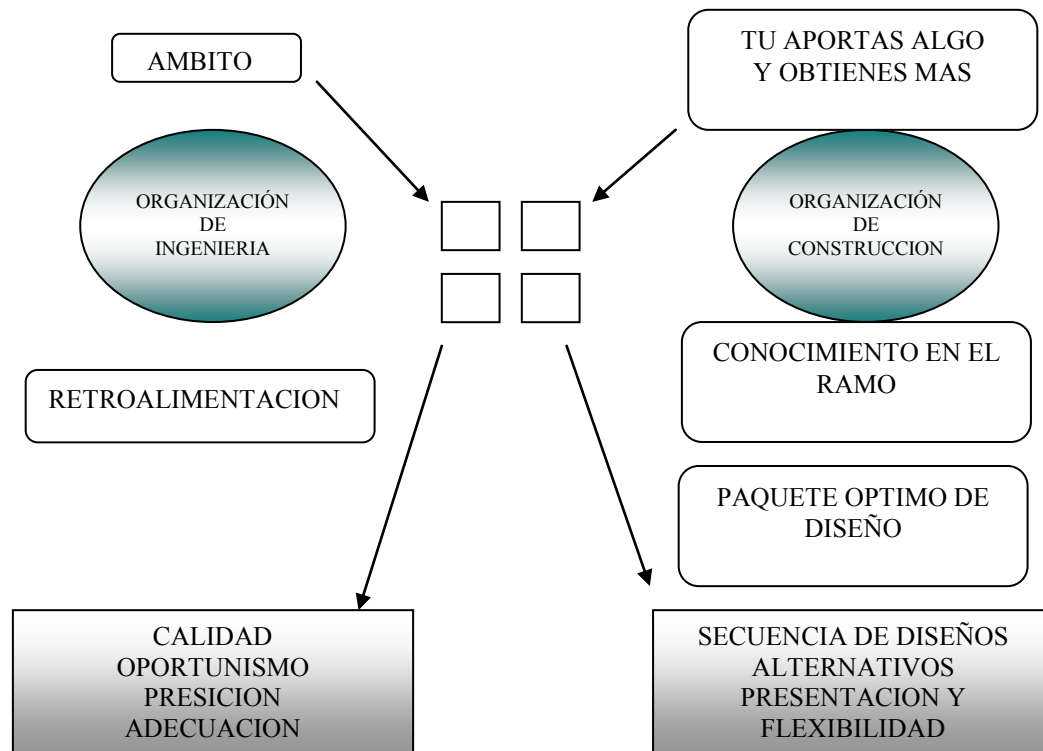 AMBITO
TU APORTAS ALGO
Y OBTIENES MAS
ORGANIZACIÓN
DE
INGENIERIA
ORGANIZACIÓN
DE
CONSTRUCCION
RETROALIMENTACION
CONOCIMIENTO EN EL
RAMO
PAQUETE OPTIMO DE
DISEÑO
CALIDAD
OPORTUNISMO
PRESICION
ADECUACION
SECUENCIA DE DISEÑOS
ALTERNATIVOS
PRESENTACION Y
FLEXIBILIDAD